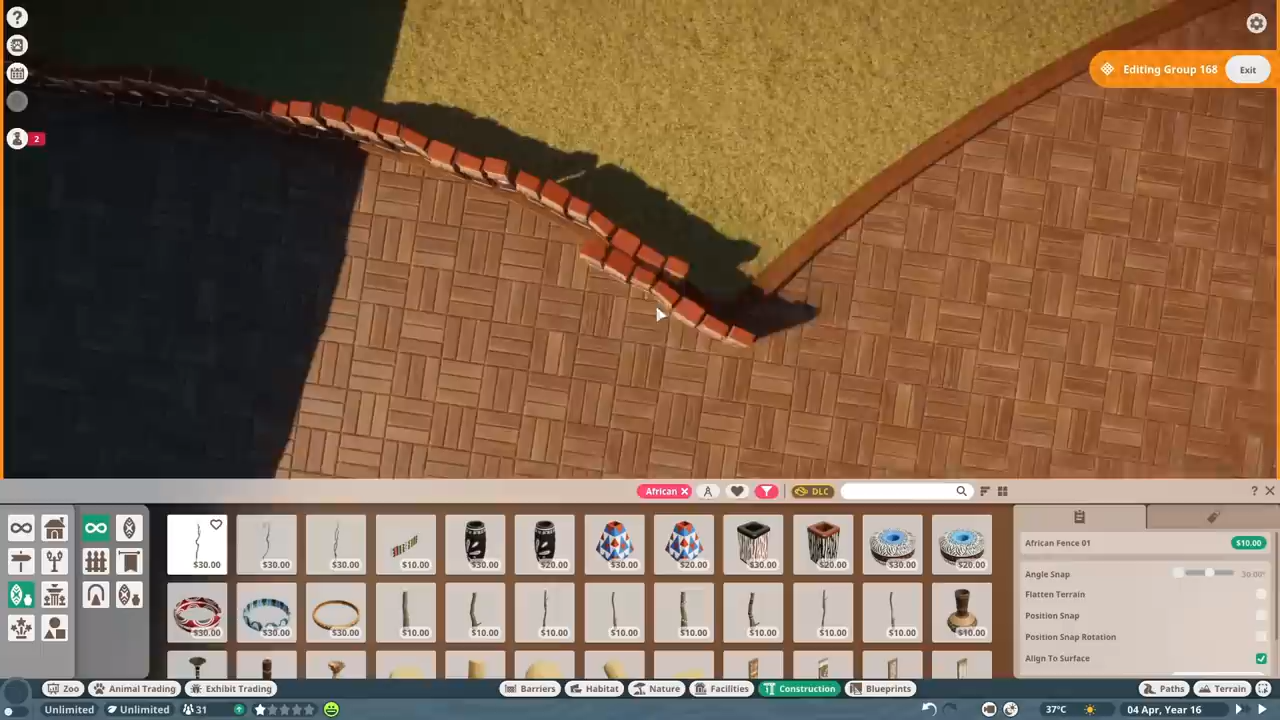 ?
Editing Group 168 Exit
2
African × DLC ? ×
$30.00 $30.00 $30.00 $10.00 $30.00 $20.00 $30.00 $20.00 $30.00 $20.00 $30.00 $20.00
African Fence 01 $10.00
Angle Snap 30.00°
Flatten Terrain
Position Snap
Position Snap Rotation
Align To Surface
$30.00 $30.00 $30.00 $10.00 $10.00 $10.00 $10.00 $10.00 $10.00 $10.00 $10.00 $10.00
Zoo Animal Trading Exhibit Trading Barriers Habitat Nature Facilities Construction Blueprints Paths Terrain
Unlimited Unlimited 31 37°C 04 Apr, Year 16